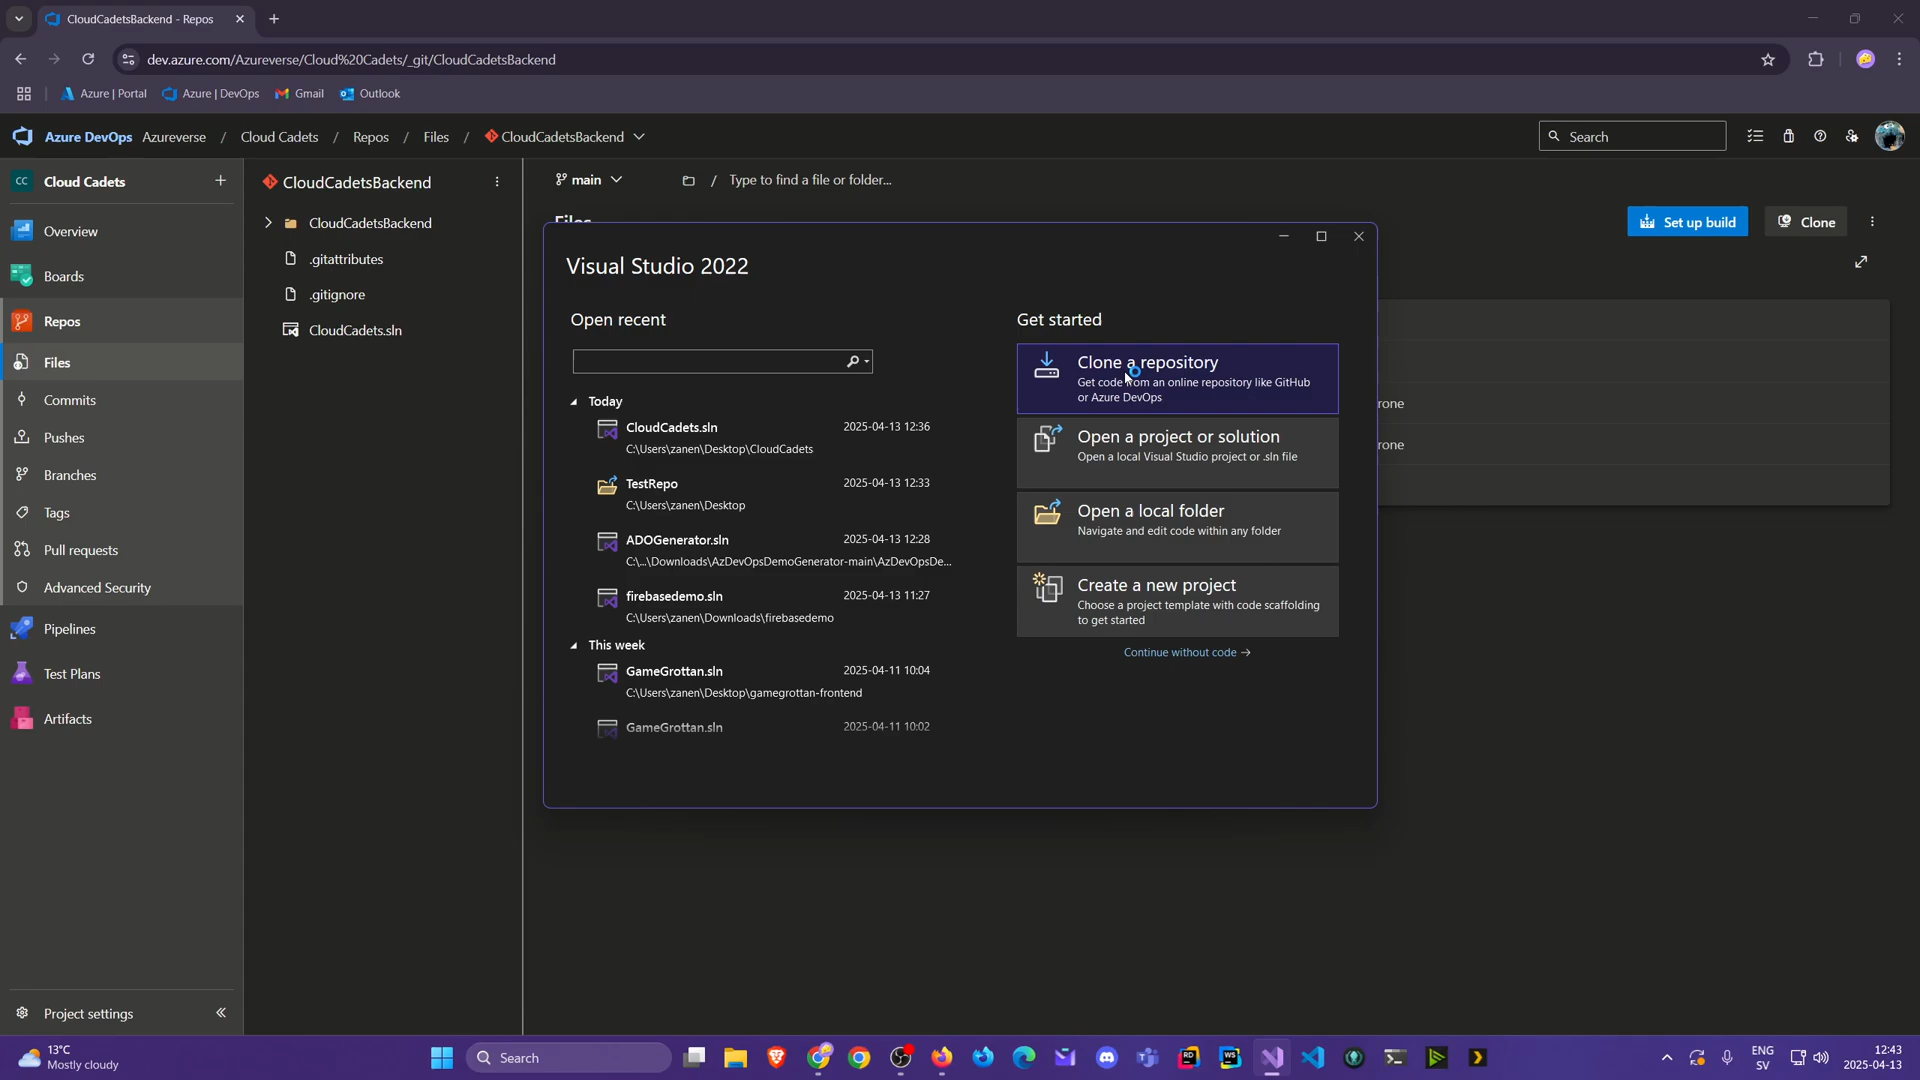 CloudCadetsBackend - Repos
dev.azure.com/Azureverse/Cloud%20Cadets/_git/CloudCadetsBackend
Azure | Portal
Azure | DevOps
Gmail
Outlook
Azure DevOps
Azureverse / Cloud Cadets / Repos / Files / CloudCadetsBackend
Search
CC
Cloud Cadets
Overview
Boards
Repos
Files
Commits
Pushes
Branches
Tags
Pull requests
Advanced Security
Pipelines
Test Plans
Artifacts
Project settings
CloudCadetsBackend
CloudCadetsBackend
.gitattributes
.gitignore
CloudCadets.sln
main
/ Type to find a file or folder...
Files
Set up build
Clone
rone
rone
Visual Studio 2022
Open recent
Today
CloudCadets.sln 2025-04-13 12:36
C:\Users\zanen\Desktop\CloudCadets
TestRepo 2025-04-13 12:33
C:\Users\zanen\Desktop
ADOGenerator.sln 2025-04-13 12:28
C:\...\Downloads\AzDevOpsDemoGenerator-main\AzDevOpsDe...
firebasedemo.sln 2025-04-13 11:27
C:\Users\zanen\Downloads\firebasedemo
This week
GameGrottan.sln 2025-04-11 10:04
C:\Users\zanen\Desktop\gamegrottan-frontend
GameGrottan.sln 2025-04-11 10:02
Get started
Clone a repository
Get code from an online repository like GitHub
or Azure DevOps
Open a project or solution
Open a local Visual Studio project or .sln file
Open a local folder
Navigate and edit code within any folder
Create a new project
Choose a project template with code scaffolding
to get started
Continue without code →
13°C
Mostly cloudy
Search
RD
WS
ENG
SV
12:43
2025-04-13